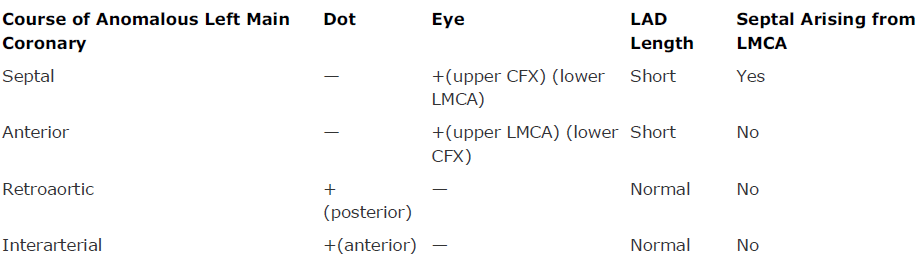 Course of Anomalous Left Main Coronary | Dot | Eye | LAD Length | Septal Arising from LMCA
Septal | — | +(upper CFX) (lower LMCA) | Short | Yes
Anterior | — | +(upper LMCA) (lower CFX) | Short | No
Retroaortic | + (posterior) | — | Normal | No
Interarterial | +(anterior) | — | Normal | No